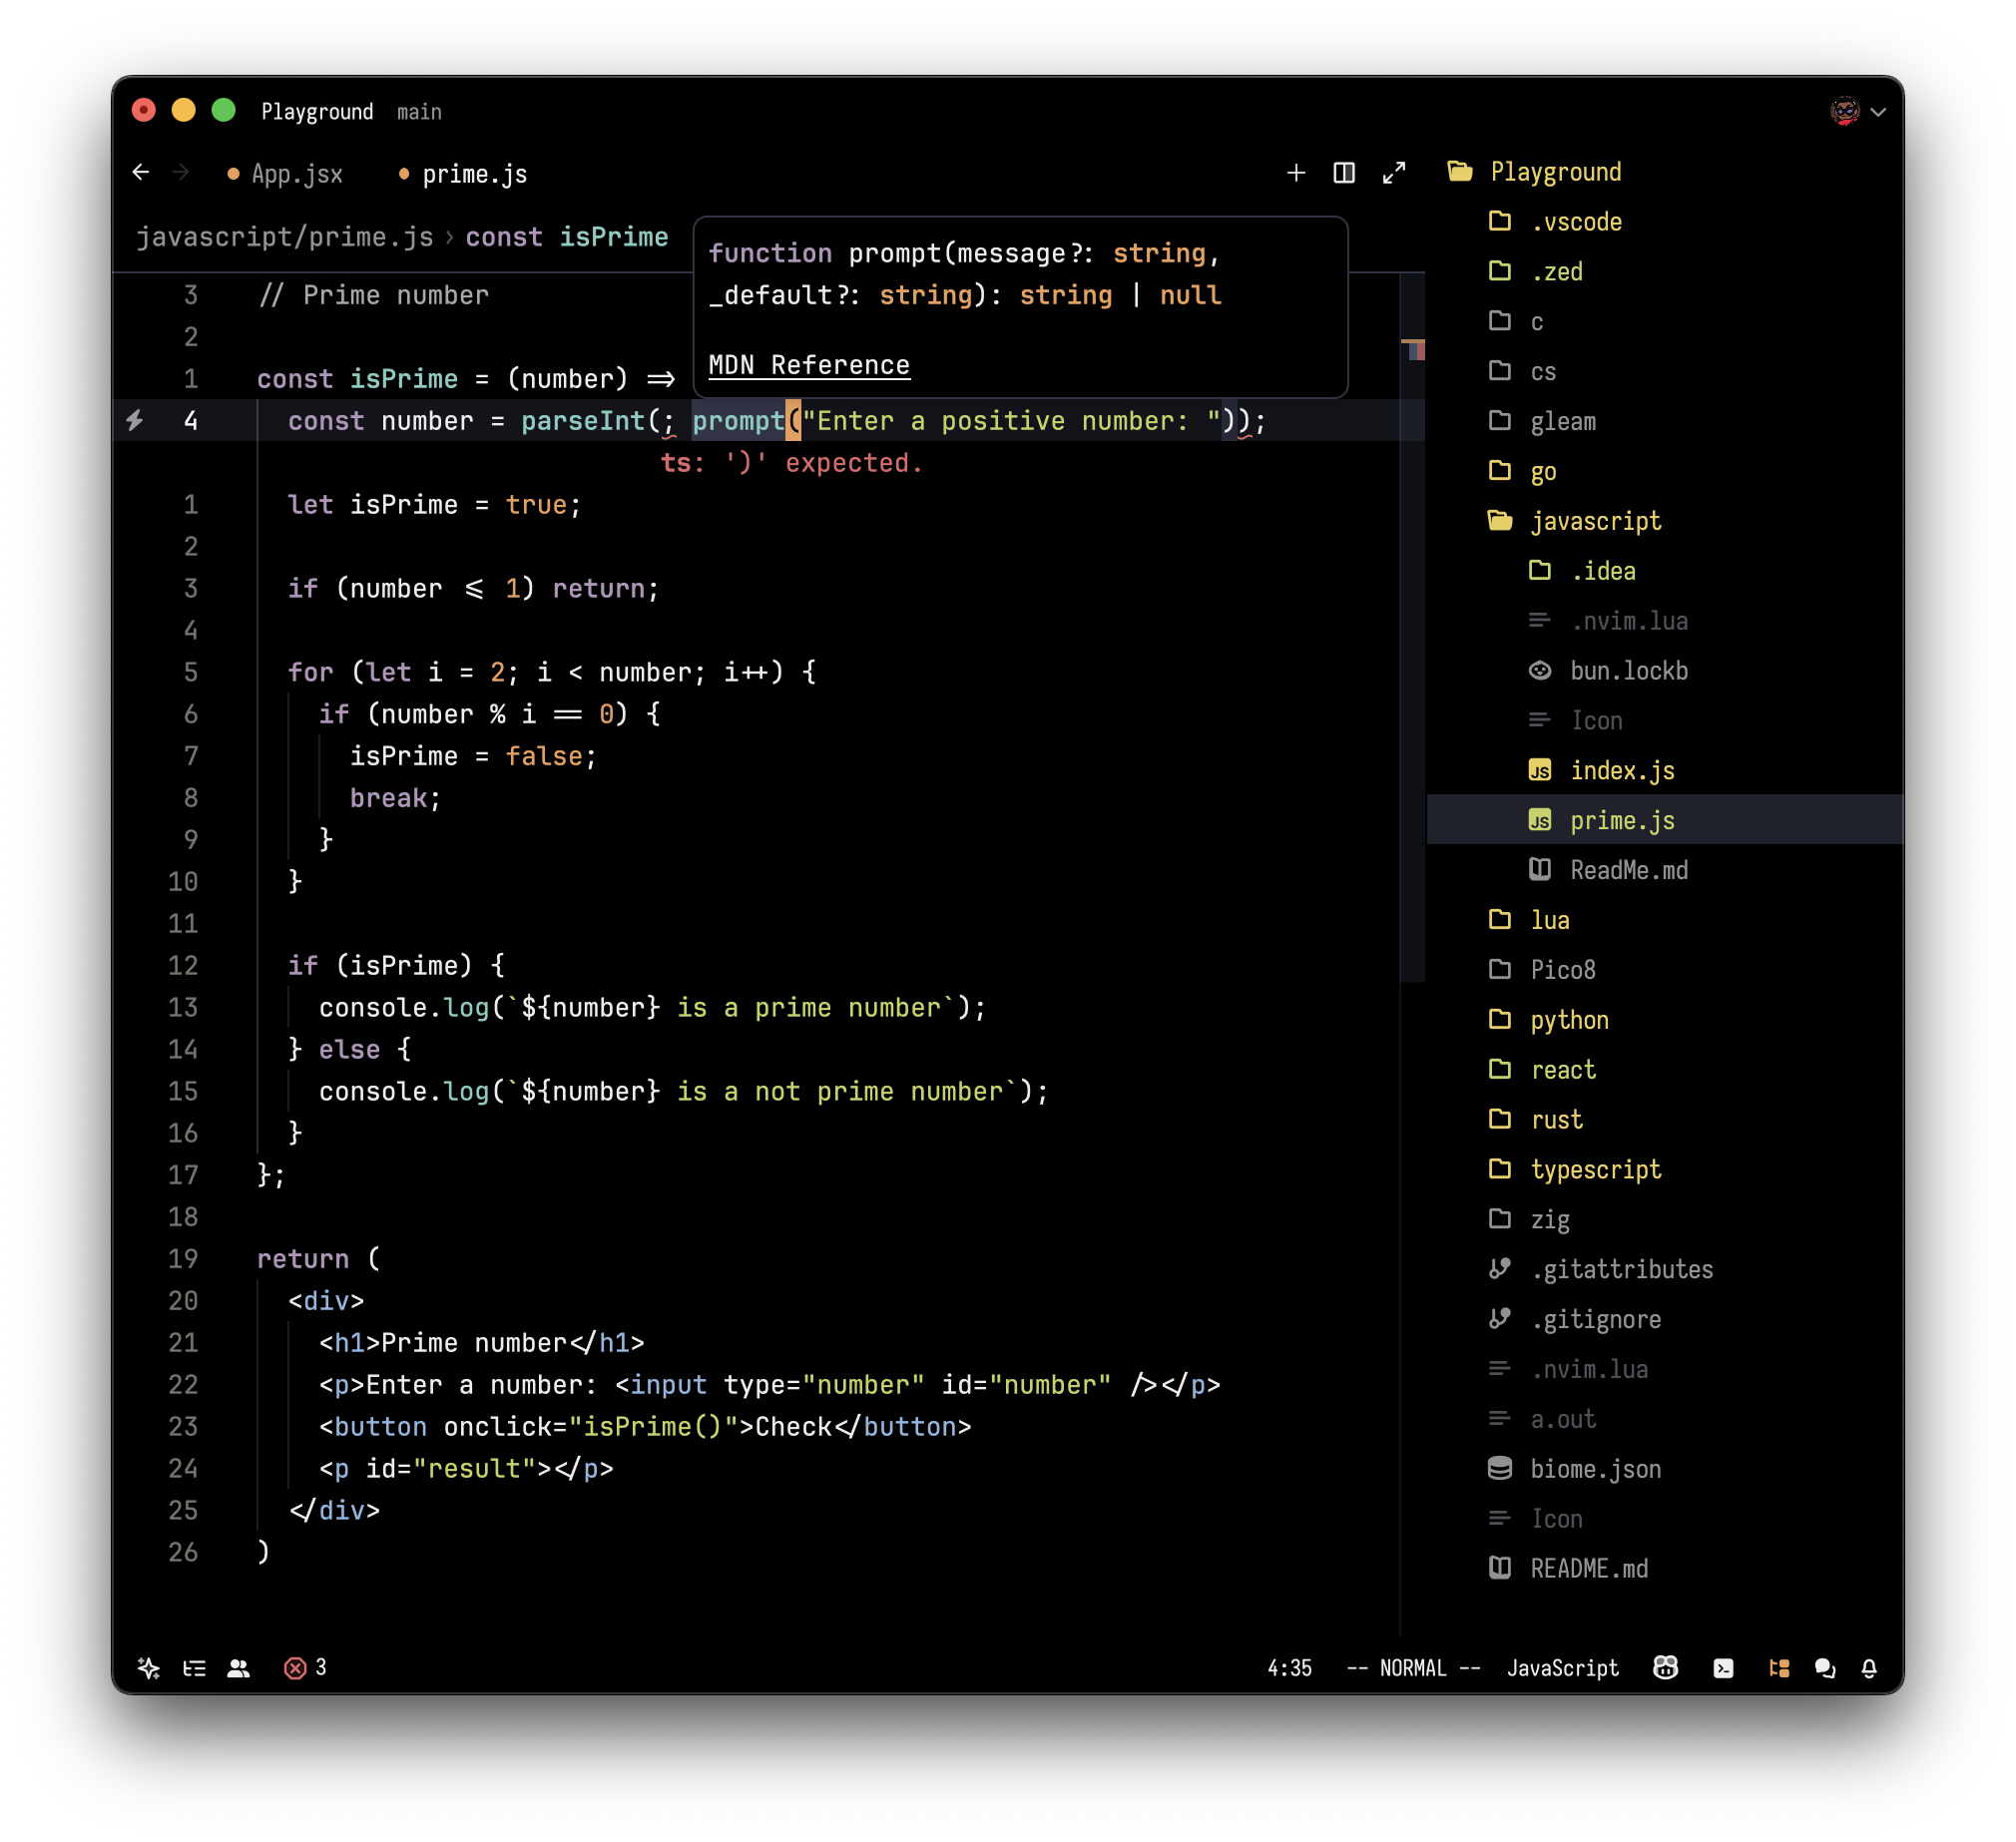 Playground main
App.jsx prime.js
javascript/prime.js › const isPrime
function prompt(message?: string,
_default?: string): string | null
MDN Reference
3 // Prime number
2
1 const isPrime = (number) =>
4 const number = parseInt(; prompt("Enter a positive number: "));
ts: ')' expected.
1 let isPrime = true;
2
3 if (number <= 1) return;
4
5 for (let i = 2; i < number; i++) {
6 if (number % i == 0) {
7 isPrime = false;
8 break;
9 }
10 }
11
12 if (isPrime) {
13 console.log(`${number} is a prime number`);
14 } else {
15 console.log(`${number} is a not prime number`);
16 }
17 };
18
19 return (
20 <div>
21 <h1>Prime number</h1>
22 <p>Enter a number: <input type="number" id="number" /></p>
23 <button onclick="isPrime()">Check</button>
24 <p id="result"></p>
25 </div>
26 )
Playground
.vscode
.zed
c
cs
gleam
go
javascript
.idea
.nvim.lua
bun.lockb
Icon
JS index.js
JS prime.js
ReadMe.md
lua
Pico8
python
react
rust
typescript
zig
.gitattributes
.gitignore
.nvim.lua
a.out
biome.json
Icon
README.md
3 4:35 -- NORMAL -- JavaScript